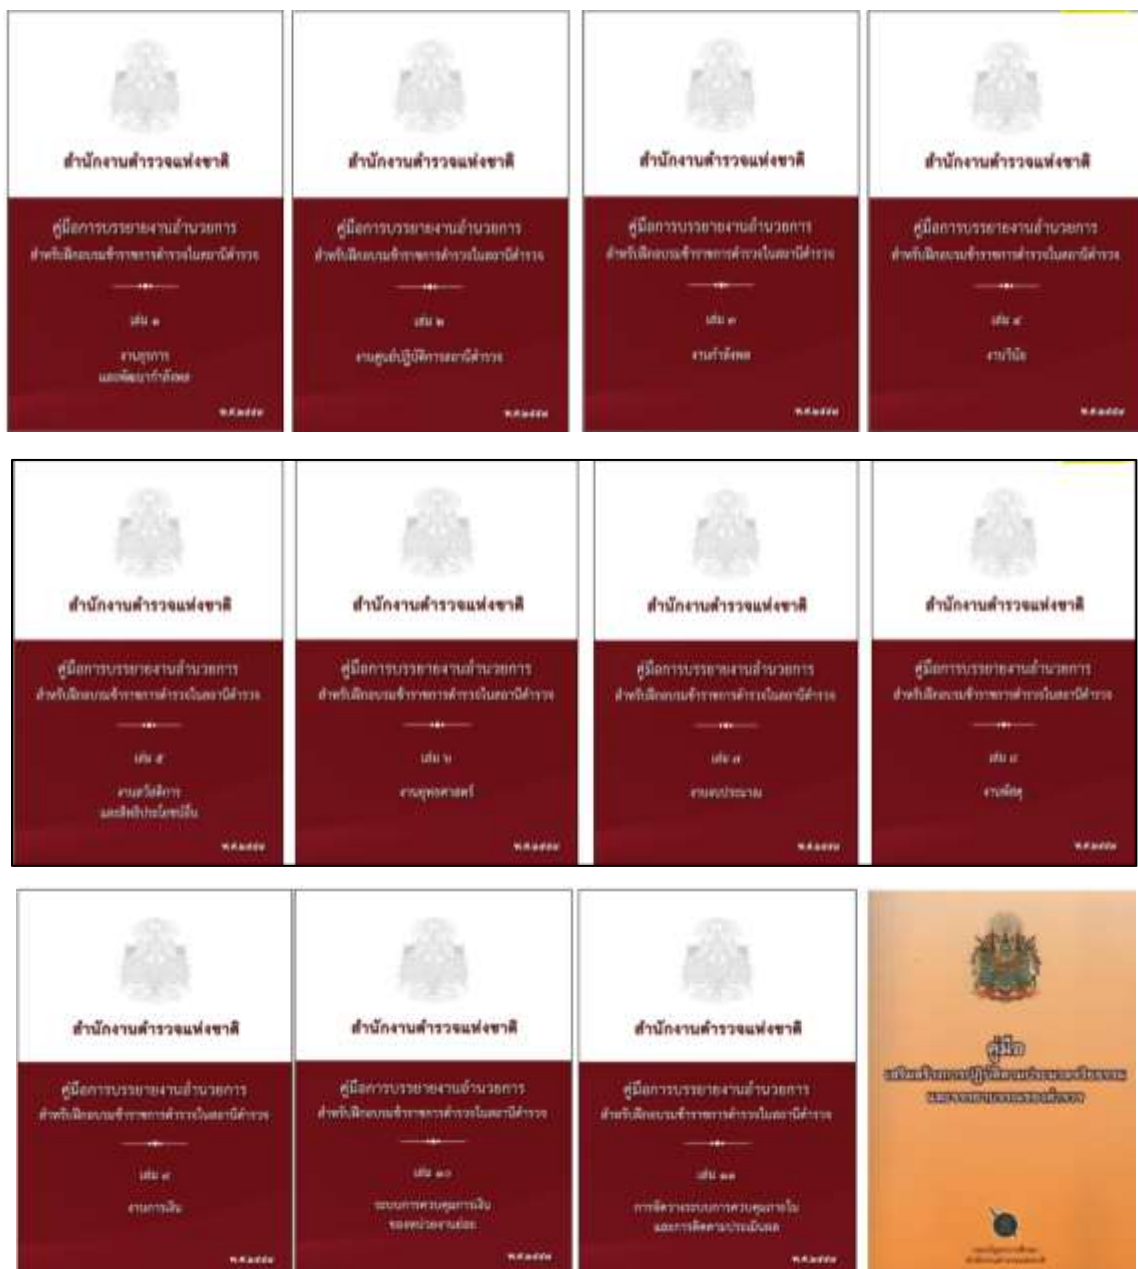 สำนักงานตำรวจแห่งชาติ
คู่มือการบรรยายงานอำนวยการ
สำหรับฝึกอบรมข้าราชการตำรวจในสถานีตำรวจ
เล่ม ๑
งานธุรการ
และพัฒนากำลังพล
สำนักงานตำรวจแห่งชาติ
คู่มือการบรรยายงานอำนวยการ
สำหรับฝึกอบรมข้าราชการตำรวจในสถานีตำรวจ
เล่ม ๒
งานศูนย์ปฏิบัติการสถานีตำรวจ
สำนักงานตำรวจแห่งชาติ
คู่มือการบรรยายงานอำนวยการ
สำหรับฝึกอบรมข้าราชการตำรวจในสถานีตำรวจ
เล่ม ๓
งานกำลังพล
สำนักงานตำรวจแห่งชาติ
คู่มือการบรรยายงานอำนวยการ
สำหรับฝึกอบรมข้าราชการตำรวจในสถานีตำรวจ
เล่ม ๔
งานวินัย
สำนักงานตำรวจแห่งชาติ
คู่มือการบรรยายงานอำนวยการ
สำหรับฝึกอบรมข้าราชการตำรวจในสถานีตำรวจ
เล่ม ๕
งานสวัสดิการ
และสิทธิประโยชน์อื่น
สำนักงานตำรวจแห่งชาติ
คู่มือการบรรยายงานอำนวยการ
สำหรับฝึกอบรมข้าราชการตำรวจในสถานีตำรวจ
เล่ม ๖
งานยุทธศาสตร์
สำนักงานตำรวจแห่งชาติ
คู่มือการบรรยายงานอำนวยการ
สำหรับฝึกอบรมข้าราชการตำรวจในสถานีตำรวจ
เล่ม ๗
งานงบประมาณ
สำนักงานตำรวจแห่งชาติ
คู่มือการบรรยายงานอำนวยการ
สำหรับฝึกอบรมข้าราชการตำรวจในสถานีตำรวจ
เล่ม ๘
งานพัสดุ
สำนักงานตำรวจแห่งชาติ
คู่มือการบรรยายงานอำนวยการ
สำหรับฝึกอบรมข้าราชการตำรวจในสถานีตำรวจ
เล่ม ๙
งานการเงิน
สำนักงานตำรวจแห่งชาติ
คู่มือการบรรยายงานอำนวยการ
สำหรับฝึกอบรมข้าราชการตำรวจในสถานีตำรวจ
เล่ม ๑๐
ระบบการควบคุมการเงิน
ของหน่วยงานย่อย
สำนักงานตำรวจแห่งชาติ
คู่มือการบรรยายงานอำนวยการ
สำหรับฝึกอบรมข้าราชการตำรวจในสถานีตำรวจ
เล่ม ๑๑
การจัดวางระบบการควบคุมภายใน
และการติดตามประเมินผล
คู่มือ
เสริมสร้างการปฏิบัติตามประมวลจริยธรรม
และจรรยาบรรณของตำรวจ